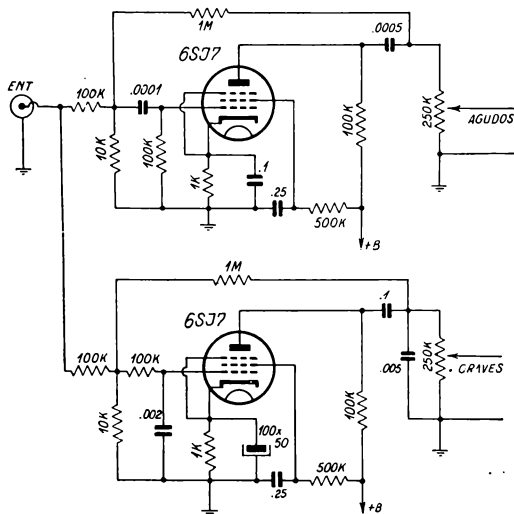 1M
.0005
6SJ7
ENT
100K
.0001
10K
100K
1K
.1
.25
500K
100K
250K
AGUDOS
+B
1M
.1
6SJ7
100K
100K
10K
.002
1K
100x
50
.25
500K
100K
.005
250K
GRAVES
+B